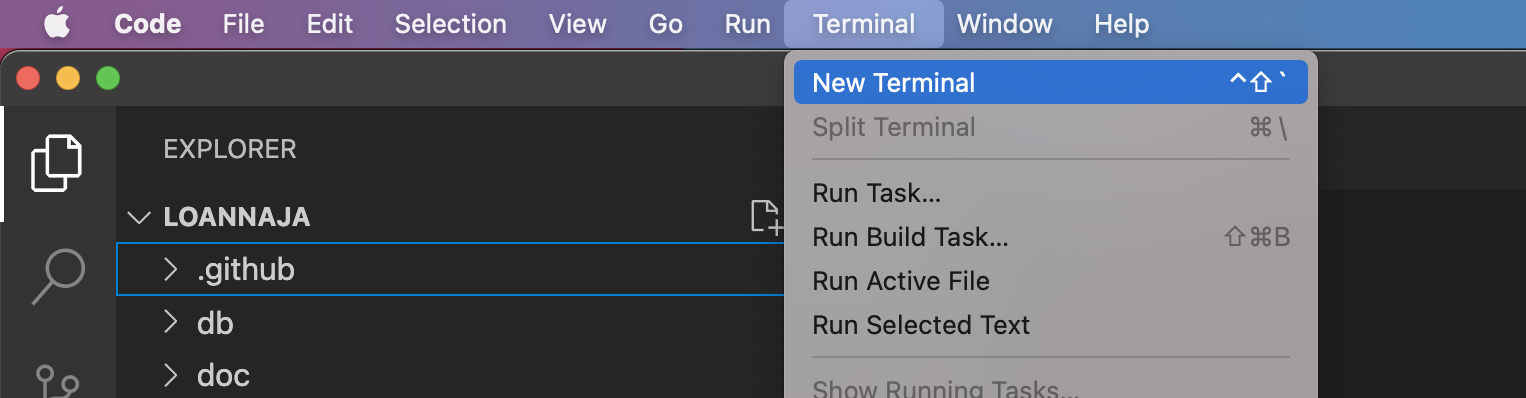 Code File Edit Selection View Go Run Terminal Window Help
New Terminal ^⇧`
Split Terminal ⌘\
EXPLORER
Run Task...
LOANNAJA
Run Build Task... ⇧⌘B
.github
Run Active File
db
Run Selected Text
doc
Show Running Tasks...